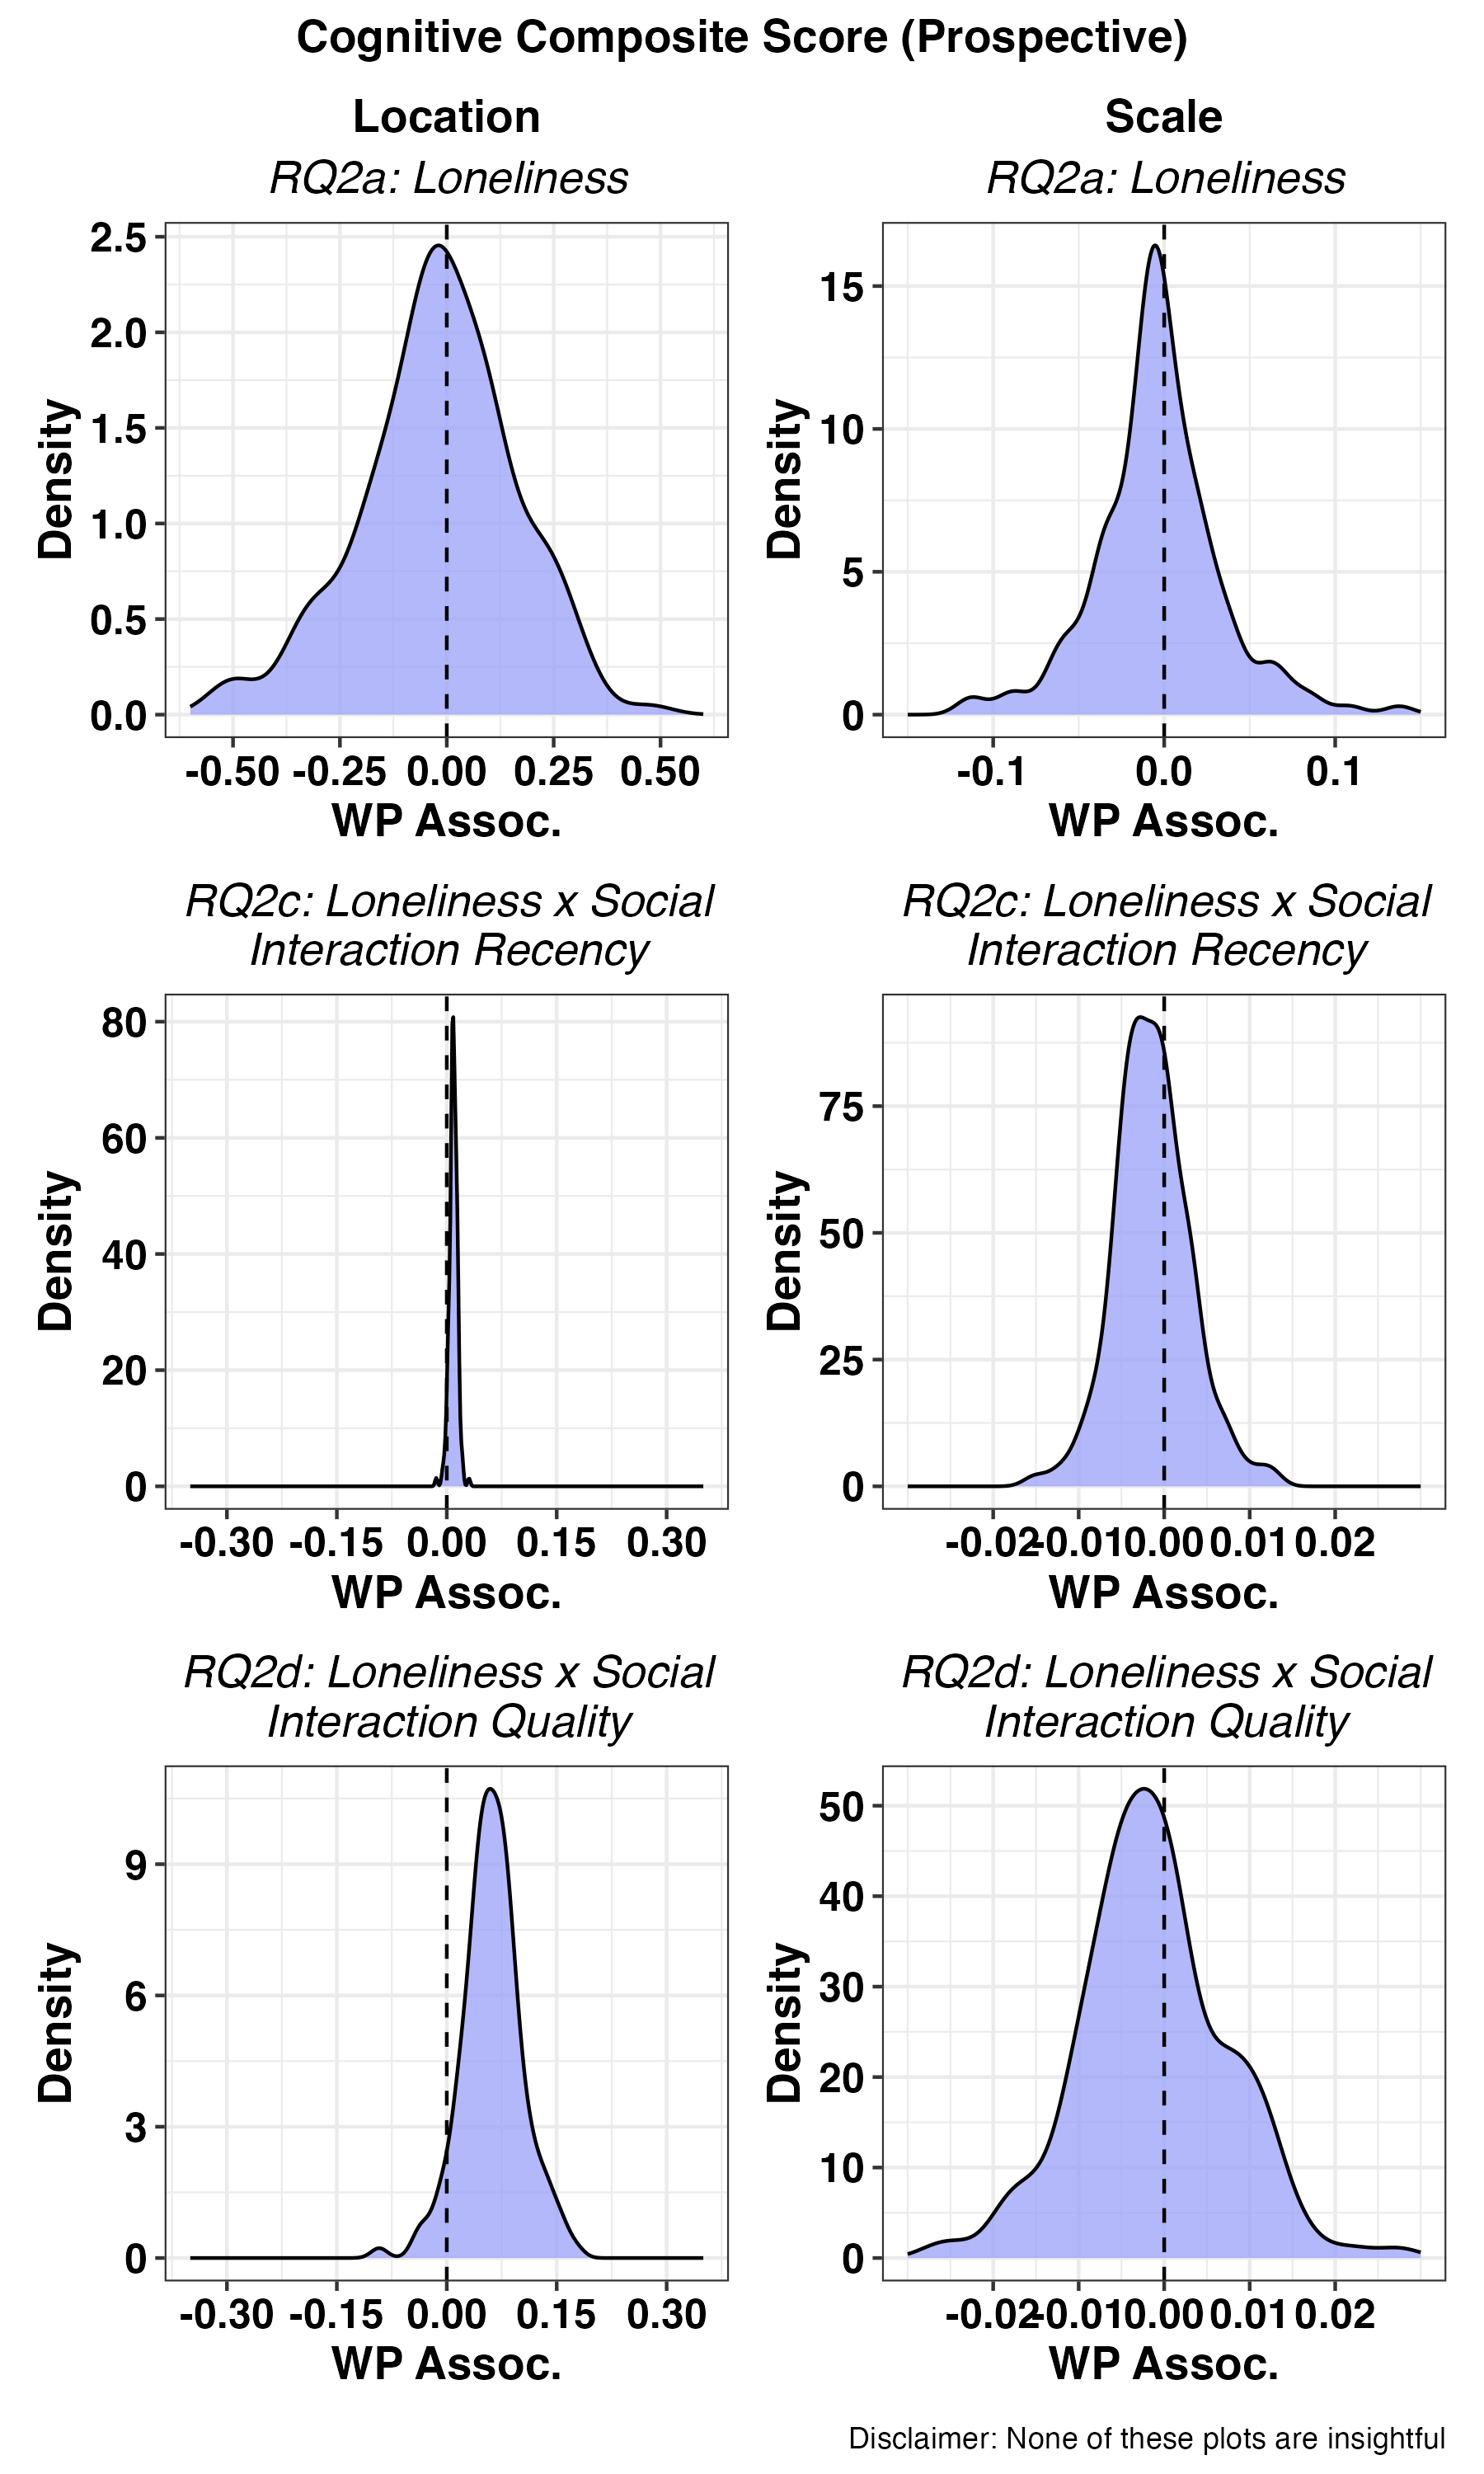 Cognitive Composite Score (Prospective)
Location
Scale
RQ2a: Loneliness
RQ2a: Loneliness
Density
2.5
2.0
1.5
1.0
0.5
0.0
-0.50 -0.25 0.00 0.25 0.50
WP Assoc.
Density
15
10
5
0
-0.1 0.0 0.1
WP Assoc.
RQ2c: Loneliness x Social
Interaction Recency
RQ2c: Loneliness x Social
Interaction Recency
Density
80
60
40
20
0
-0.30 -0.15 0.00 0.15 0.30
WP Assoc.
Density
75
50
25
0
-0.02 -0.01 0.00 0.01 0.02
WP Assoc.
RQ2d: Loneliness x Social
Interaction Quality
RQ2d: Loneliness x Social
Interaction Quality
Density
9
6
3
0
-0.30 -0.15 0.00 0.15 0.30
WP Assoc.
Density
50
40
30
20
10
0
-0.02 -0.01 0.00 0.01 0.02
WP Assoc.
Disclaimer: None of these plots are insightful